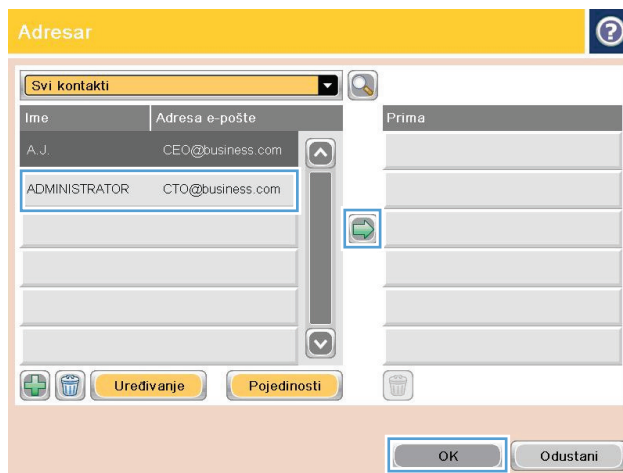 Adresar
Svi kontakti
Ime Adresa e-pošte Prima
A.J. CEO@business.com
ADMINISTRATOR CTO@business.com
Uređivanje Pojedinosti
OK Odustani